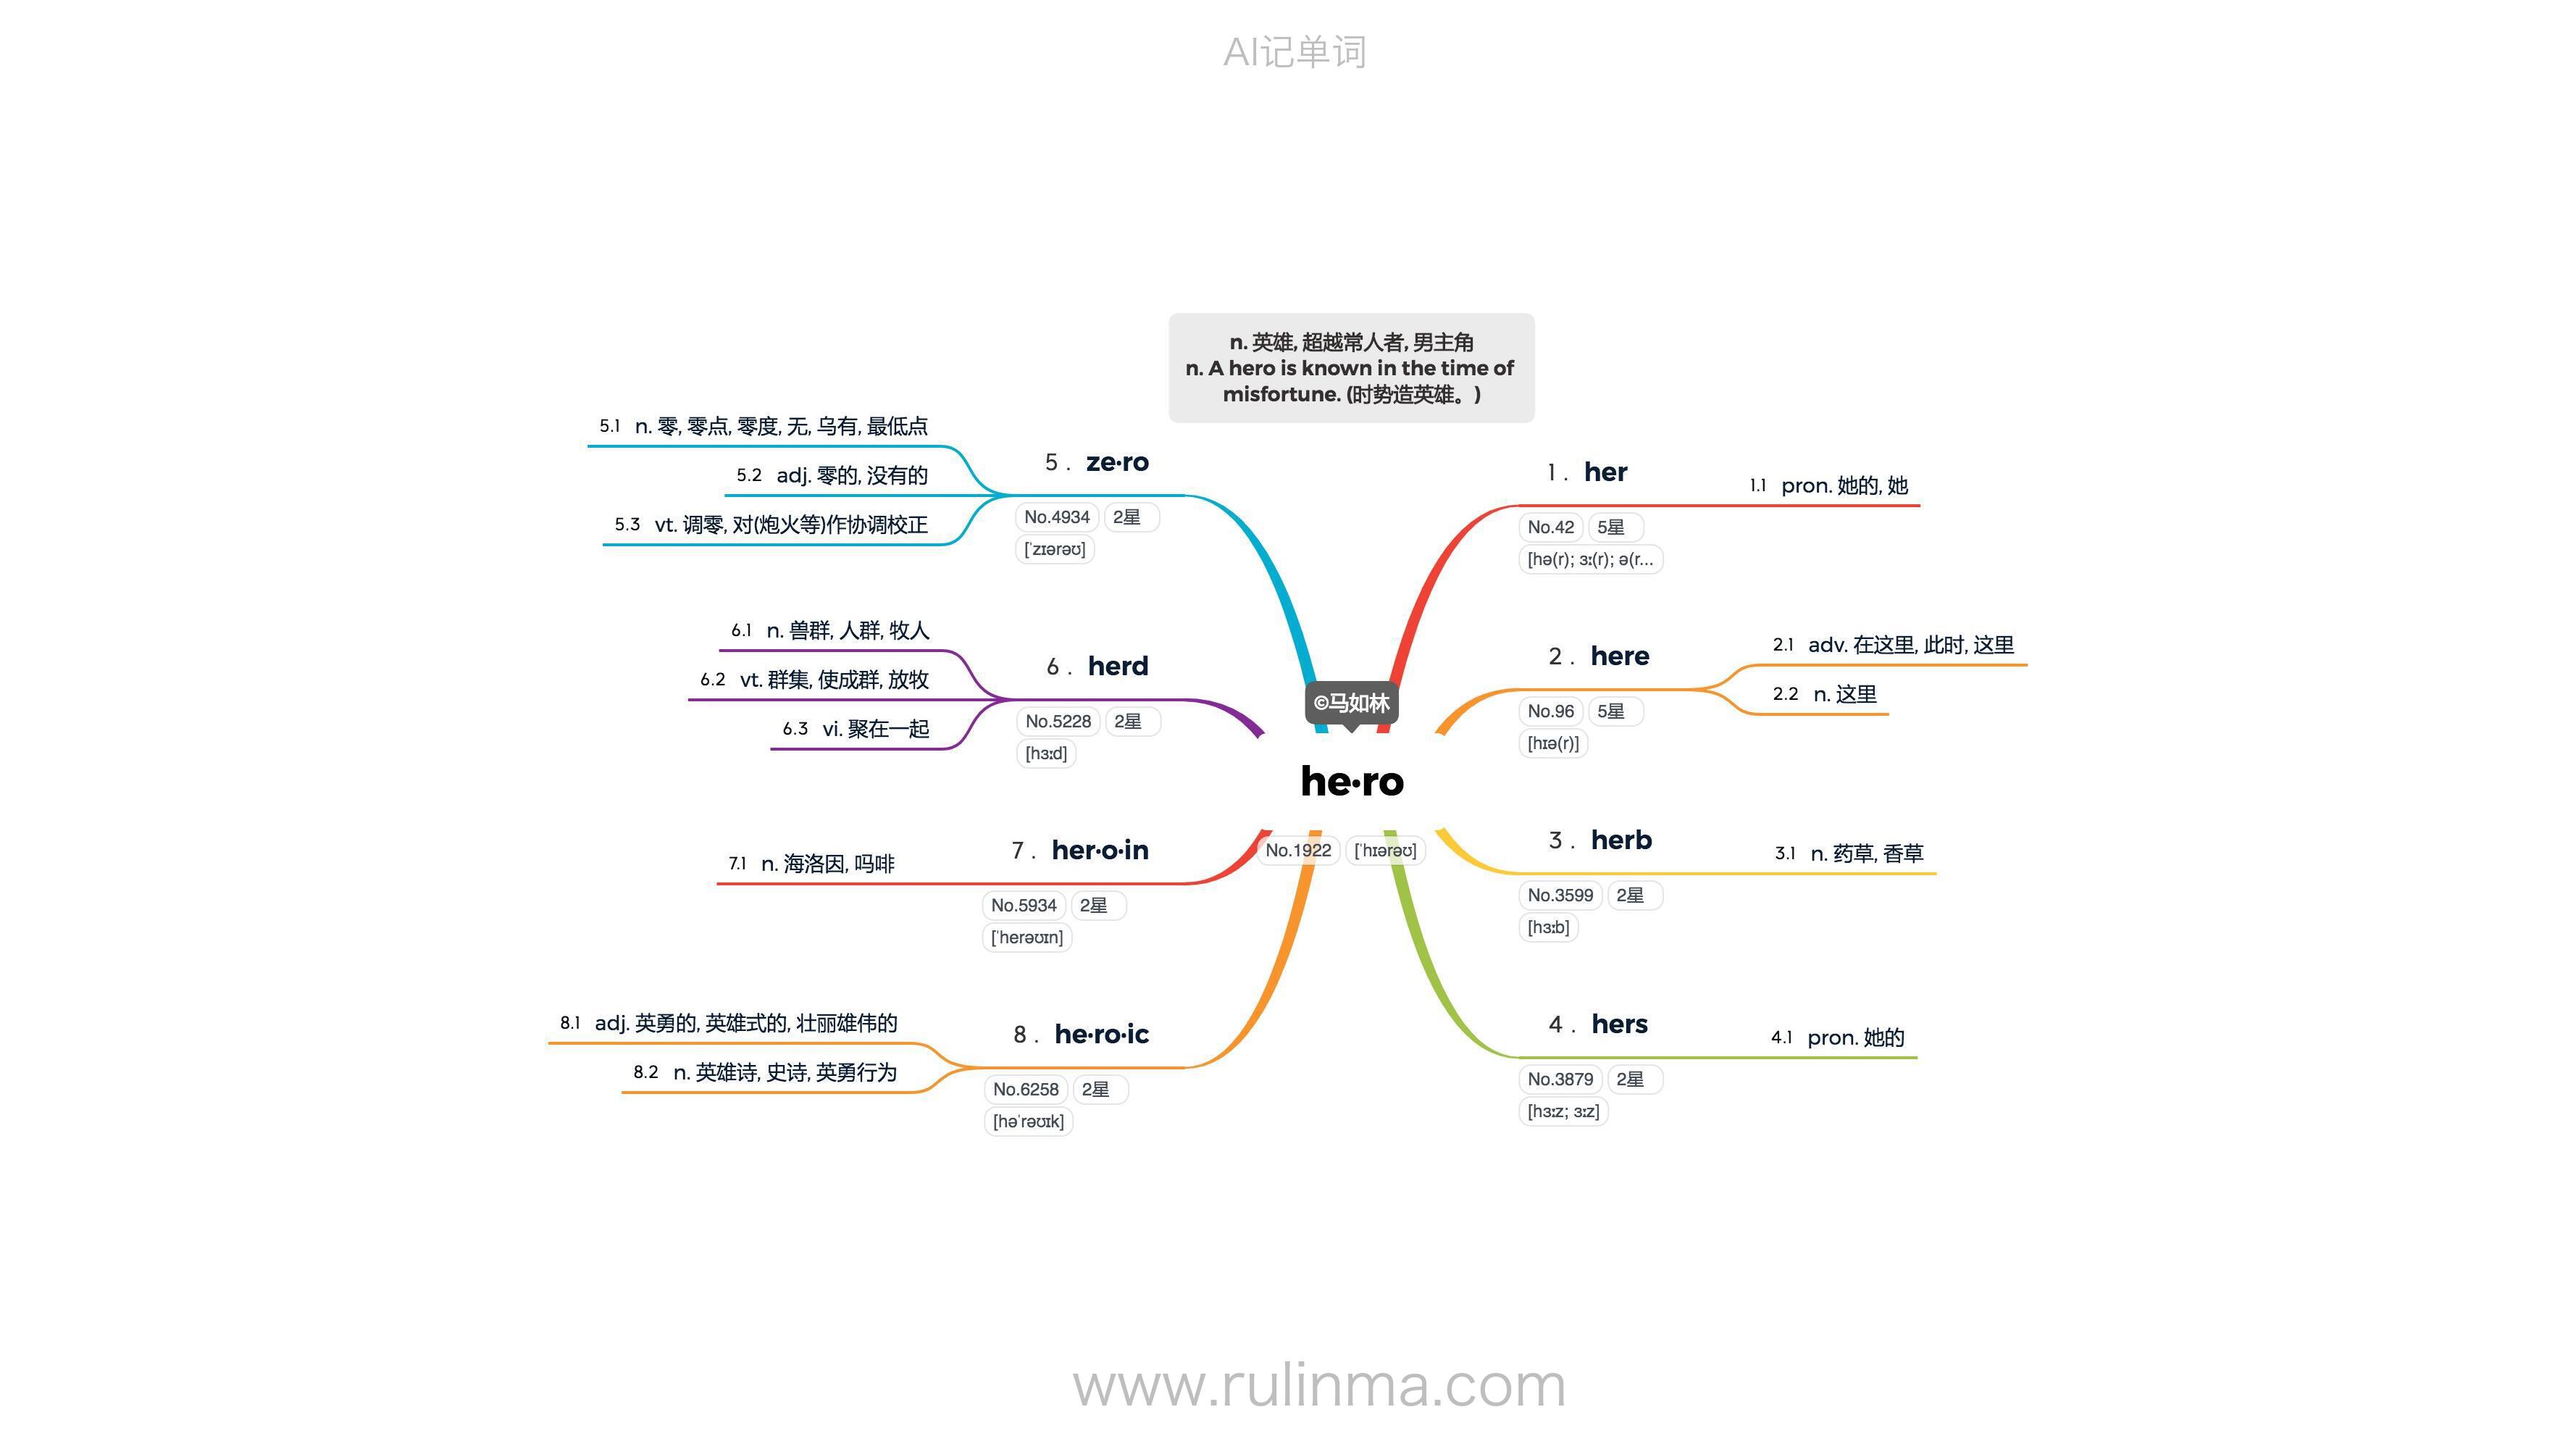 AI记单词
n. 英雄, 超越常人者, 男主角
n. A hero is known in the time of
misfortune. (时势造英雄。)
©马如林
he·ro
No.1922 [ˈhɪərəʊ]
1 . her
No.42 5星
[hə(r); ɜː(r); ə(r...
1.1 pron. 她的, 她
2 . here
No.96 5星
[hɪə(r)]
2.1 adv. 在这里, 此时, 这里
2.2 n. 这里
3 . herb
No.3599 2星
[hɜːb]
3.1 n. 药草, 香草
4 . hers
No.3879 2星
[hɜːz; ɜːz]
4.1 pron. 她的
5 . ze·ro
No.4934 2星
[ˈzɪərəʊ]
5.1 n. 零, 零点, 零度, 无, 乌有, 最低点
5.2 adj. 零的, 没有的
5.3 vt. 调零, 对(炮火等)作协调校正
6 . herd
No.5228 2星
[hɜːd]
6.1 n. 兽群, 人群, 牧人
6.2 vt. 群集, 使成群, 放牧
6.3 vi. 聚在一起
7 . her·o·in
No.5934 2星
[ˈherəʊɪn]
7.1 n. 海洛因, 吗啡
8 . he·ro·ic
No.6258 2星
[həˈrəʊɪk]
8.1 adj. 英勇的, 英雄式的, 壮丽雄伟的
8.2 n. 英雄诗, 史诗, 英勇行为
www.rulinma.com